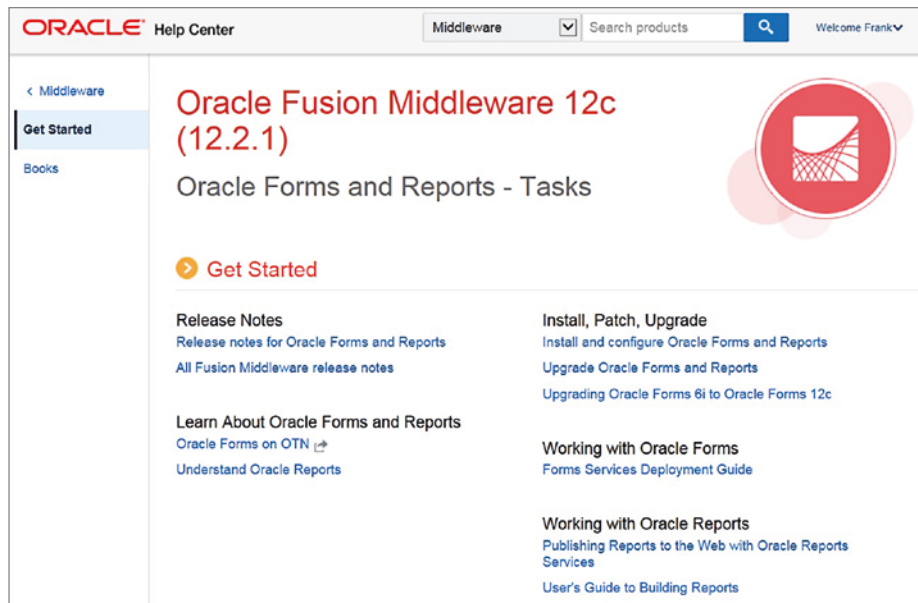 ORACLE® Help Center
Middleware
Search products
Welcome Frank
< Middleware
Get Started
Books
Oracle Fusion Middleware 12c
(12.2.1)
Oracle Forms and Reports - Tasks
Get Started
Release Notes
Release notes for Oracle Forms and Reports
All Fusion Middleware release notes
Learn About Oracle Forms and Reports
Oracle Forms on OTN
Understand Oracle Reports
Install, Patch, Upgrade
Install and configure Oracle Forms and Reports
Upgrade Oracle Forms and Reports
Upgrading Oracle Forms 6i to Oracle Forms 12c
Working with Oracle Forms
Forms Services Deployment Guide
Working with Oracle Reports
Publishing Reports to the Web with Oracle Reports
Services
User's Guide to Building Reports